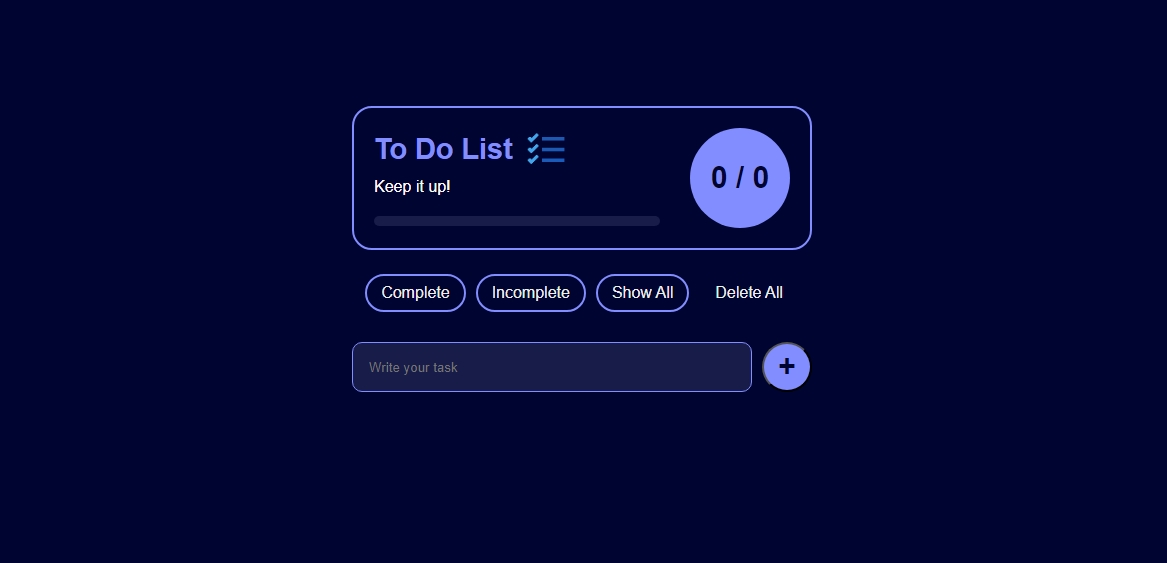 To Do List
Keep it up!
0 / 0
Complete Incomplete Show All Delete All
Write your task
+